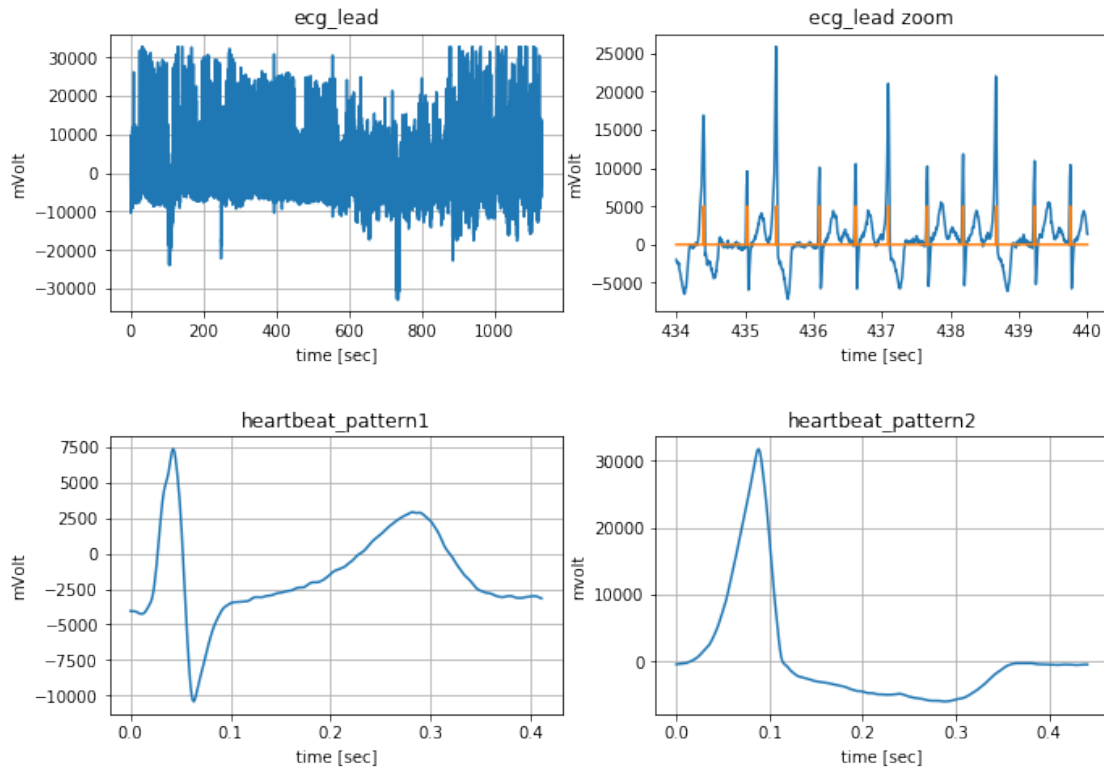 ecg_lead
mVolt
30000
20000
10000
0
−10000
−20000
−30000
0 200 400 600 800 1000
time [sec]
ecg_lead zoom
mVolt
25000
20000
15000
10000
5000
0
−5000
434 435 436 437 438 439 440
time [sec]
heartbeat_pattern1
mVolt
7500
5000
2500
0
−2500
−5000
−7500
−10000
0.0 0.1 0.2 0.3 0.4
time [sec]
heartbeat_pattern2
mvolt
30000
20000
10000
0
0.0 0.1 0.2 0.3 0.4
time [sec]